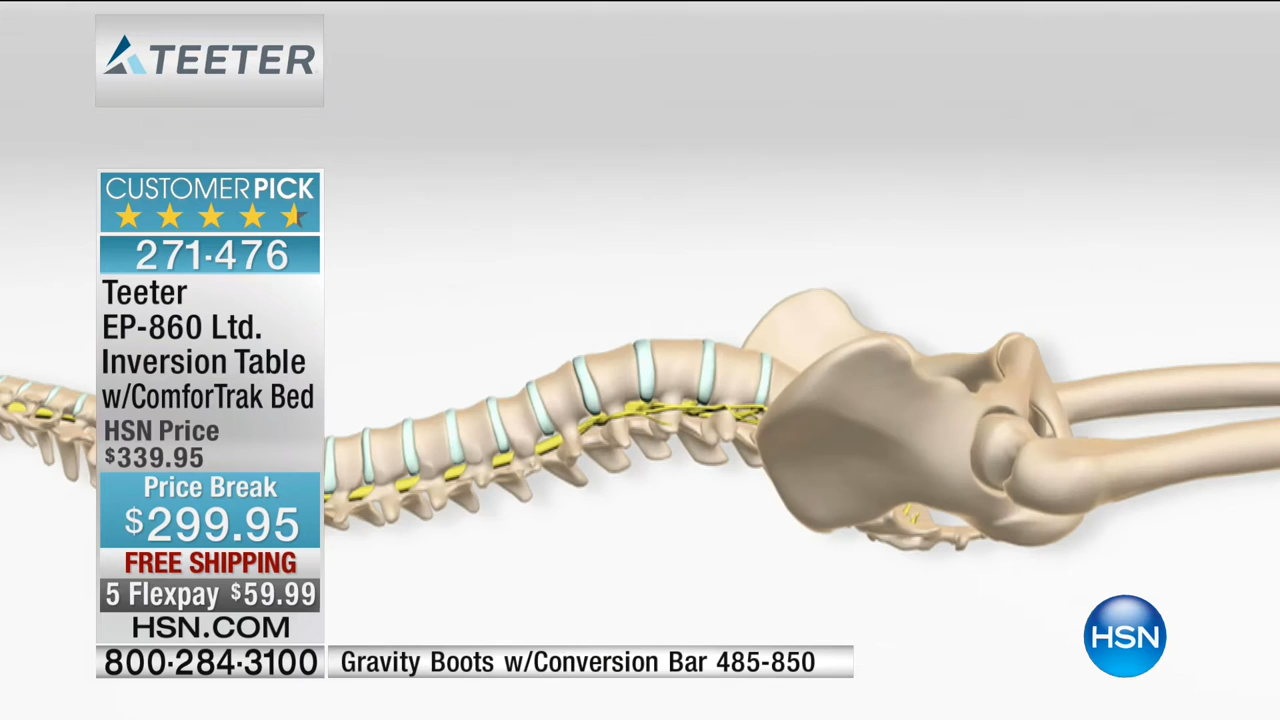 TEETER
CUSTOMER PICK
271·476
Teeter
EP-860 Ltd.
Inversion Table
w/ComforTrak Bed
HSN Price
$339.95
Price Break
$299.95
FREE SHIPPING
5 Flexpay $59.99
HSN.COM
800·284·3100
Gravity Boots w/Conversion Bar 485-850
HSN